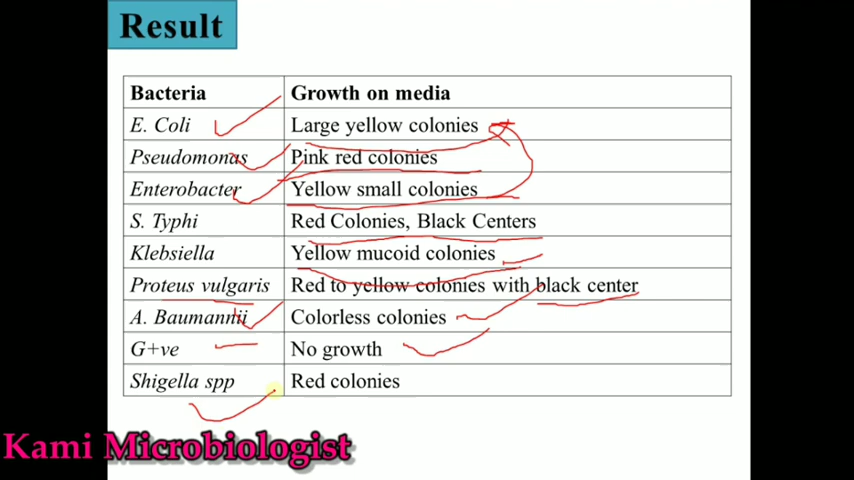 Result
Bacteria Growth on media
E. Coli Large yellow colonies
Pseudomonas Pink red colonies
Enterobacter Yellow small colonies
S. Typhi Red Colonies, Black Centers
Klebsiella Yellow mucoid colonies
Proteus vulgaris Red to yellow colonies with black center
A. Baumannii Colorless colonies
G+ve No growth
Shigella spp Red colonies
Kami Microbiologist